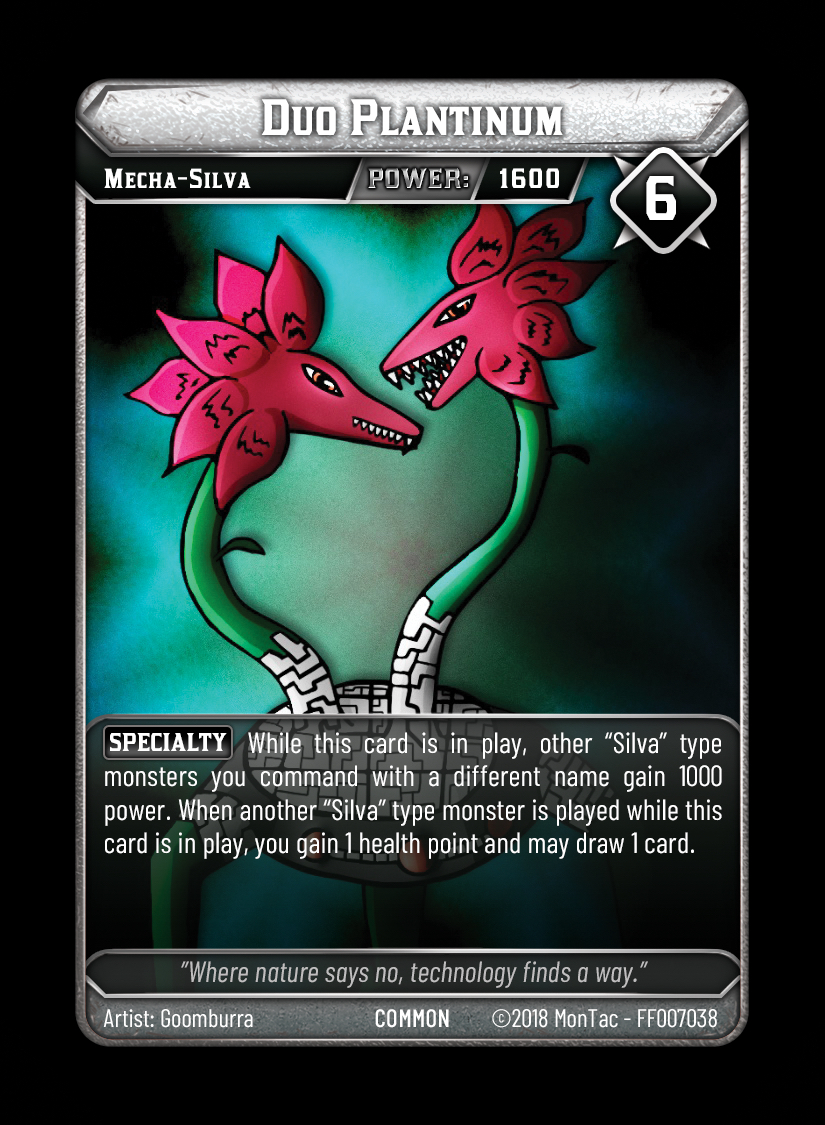 Duo Plantinum
Mecha-Silva POWER: 1600
6
SPECIALTY While this card is in play, other “Silva” type
monsters you command with a different name gain 1000
power. When another “Silva” type monster is played while this
card is in play, you gain 1 health point and may draw 1 card.
“Where nature says no, technology finds a way.”
Artist: Goomburra COMMON ©2018 MonTac - FF007038